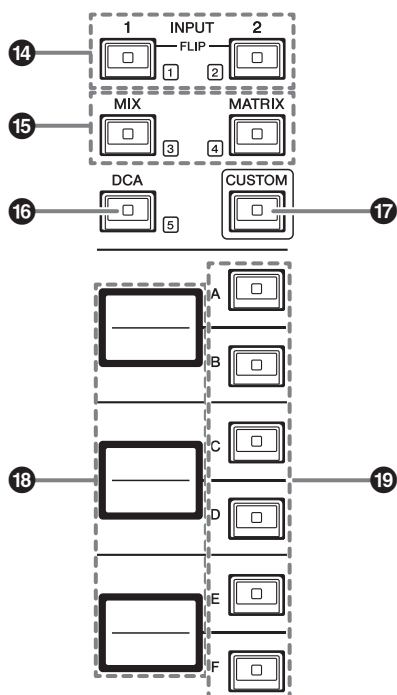 1 INPUT 2
FLIP
14
1 2
MIX MATRIX
15
3 4
DCA CUSTOM
16 17
5
A
B
C
18 19
D
E
F